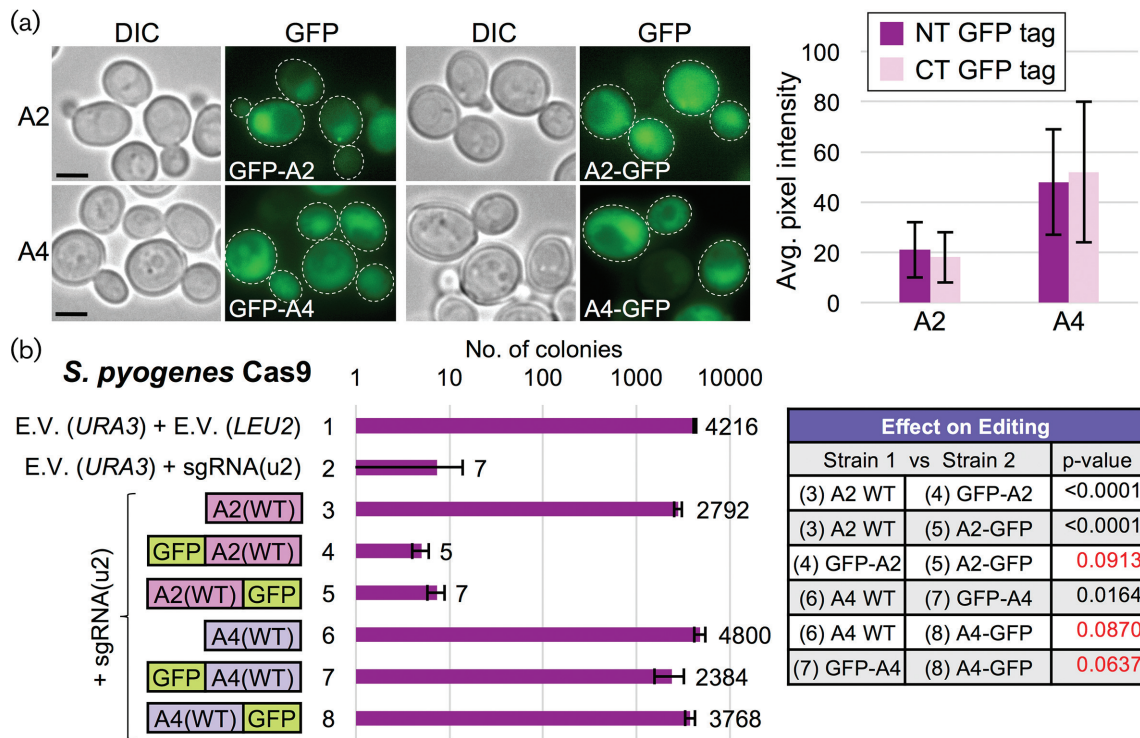 (a)
DIC GFP DIC GFP
A2
GFP-A2
A2-GFP
A4
GFP-A4
A4-GFP
NT GFP tag
CT GFP tag
Avg. pixel intensity
100
80
60
40
20
0
A2 A4
(b)
S. pyogenes Cas9
No. of colonies
1 10 100 1000 10000
E.V. (URA3) + E.V. (LEU2) 1 4216
E.V. (URA3) + sgRNA(u2) 2 7
+ sgRNA(u2)
A2(WT) 3 2792
GFP A2(WT) 4 5
A2(WT) GFP 5 7
A4(WT) 6 4800
GFP A4(WT) 7 2384
A4(WT) GFP 8 3768
Effect on Editing
Strain 1 vs Strain 2 p-value
(3) A2 WT (4) GFP-A2 <0.0001
(3) A2 WT (5) A2-GFP <0.0001
(4) GFP-A2 (5) A2-GFP 0.0913
(6) A4 WT (7) GFP-A4 0.0164
(6) A4 WT (8) A4-GFP 0.0870
(7) GFP-A4 (8) A4-GFP 0.0637